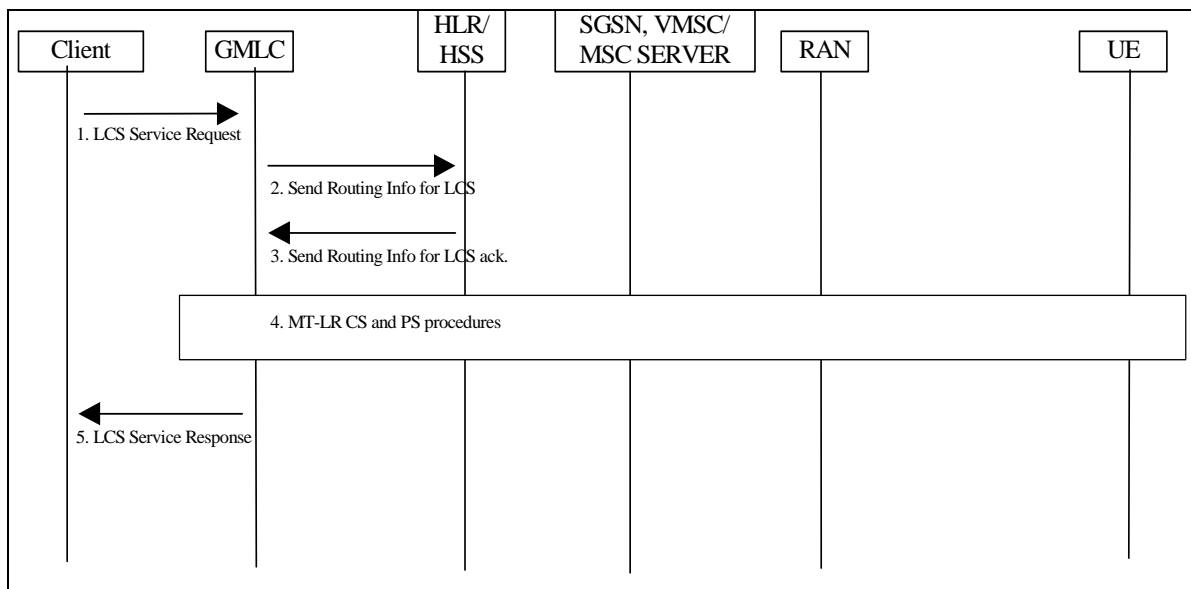 Client
GMLC
HLR/
HSS
SGSN, VMSC/
MSC SERVER
RAN
UE
1. LCS Service Request
2. Send Routing Info for LCS
3. Send Routing Info for LCS ack.
4. MT-LR CS and PS procedures
5. LCS Service Response